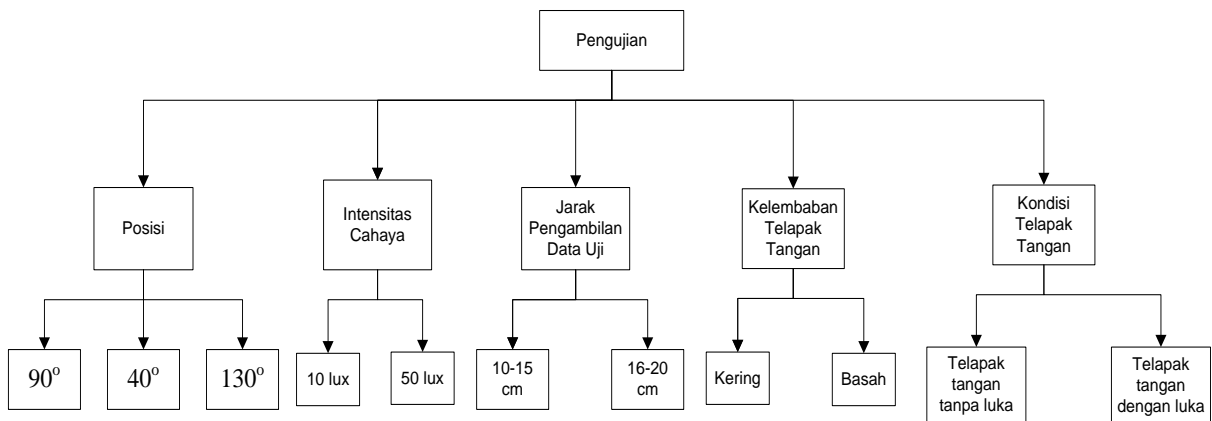 Pengujian
Posisi
Intensitas
Cahaya
Jarak
Pengambilan
Data Uji
Kelembaban
Telapak
Tangan
Kondisi
Telapak
Tangan
90°
40°
130°
10 lux
50 lux
10-15
cm
16-20
cm
Kering
Basah
Telapak
tangan
tanpa luka
Telapak
tangan
dengan luka